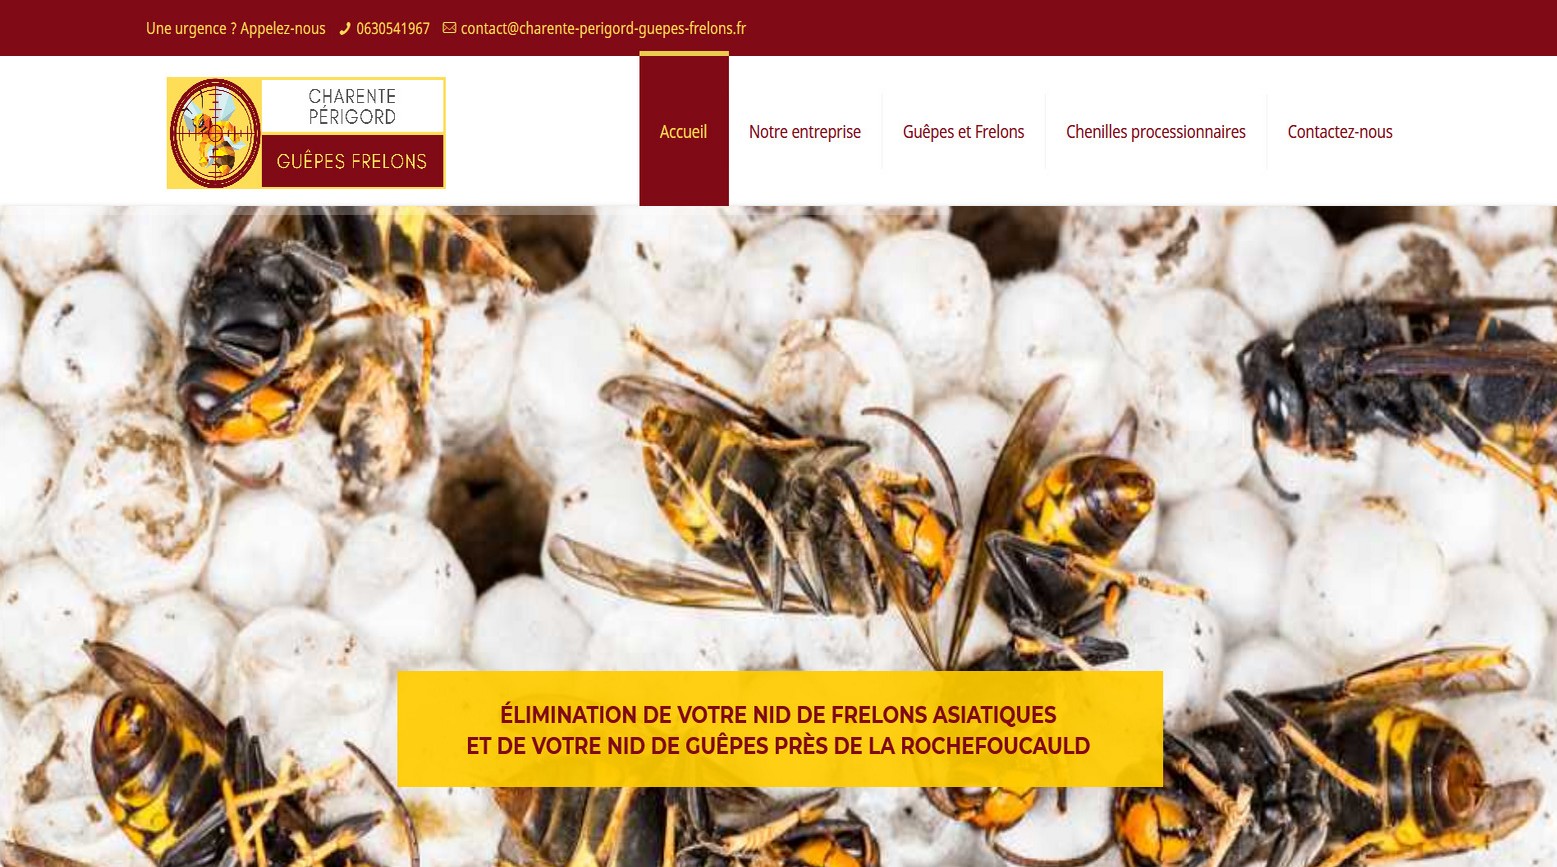 Une urgence ? Appelez-nous 0630541967 contact@charente-perigord-guepes-frelons.fr
CHARENTE
PÉRIGORD
GUÊPES FRELONS
Accueil Notre entreprise Guêpes et Frelons Chenilles processionnaires Contactez-nous
ÉLIMINATION DE VOTRE NID DE FRELONS ASIATIQUES
ET DE VOTRE NID DE GUÊPES PRÈS DE LA ROCHEFOUCAULD